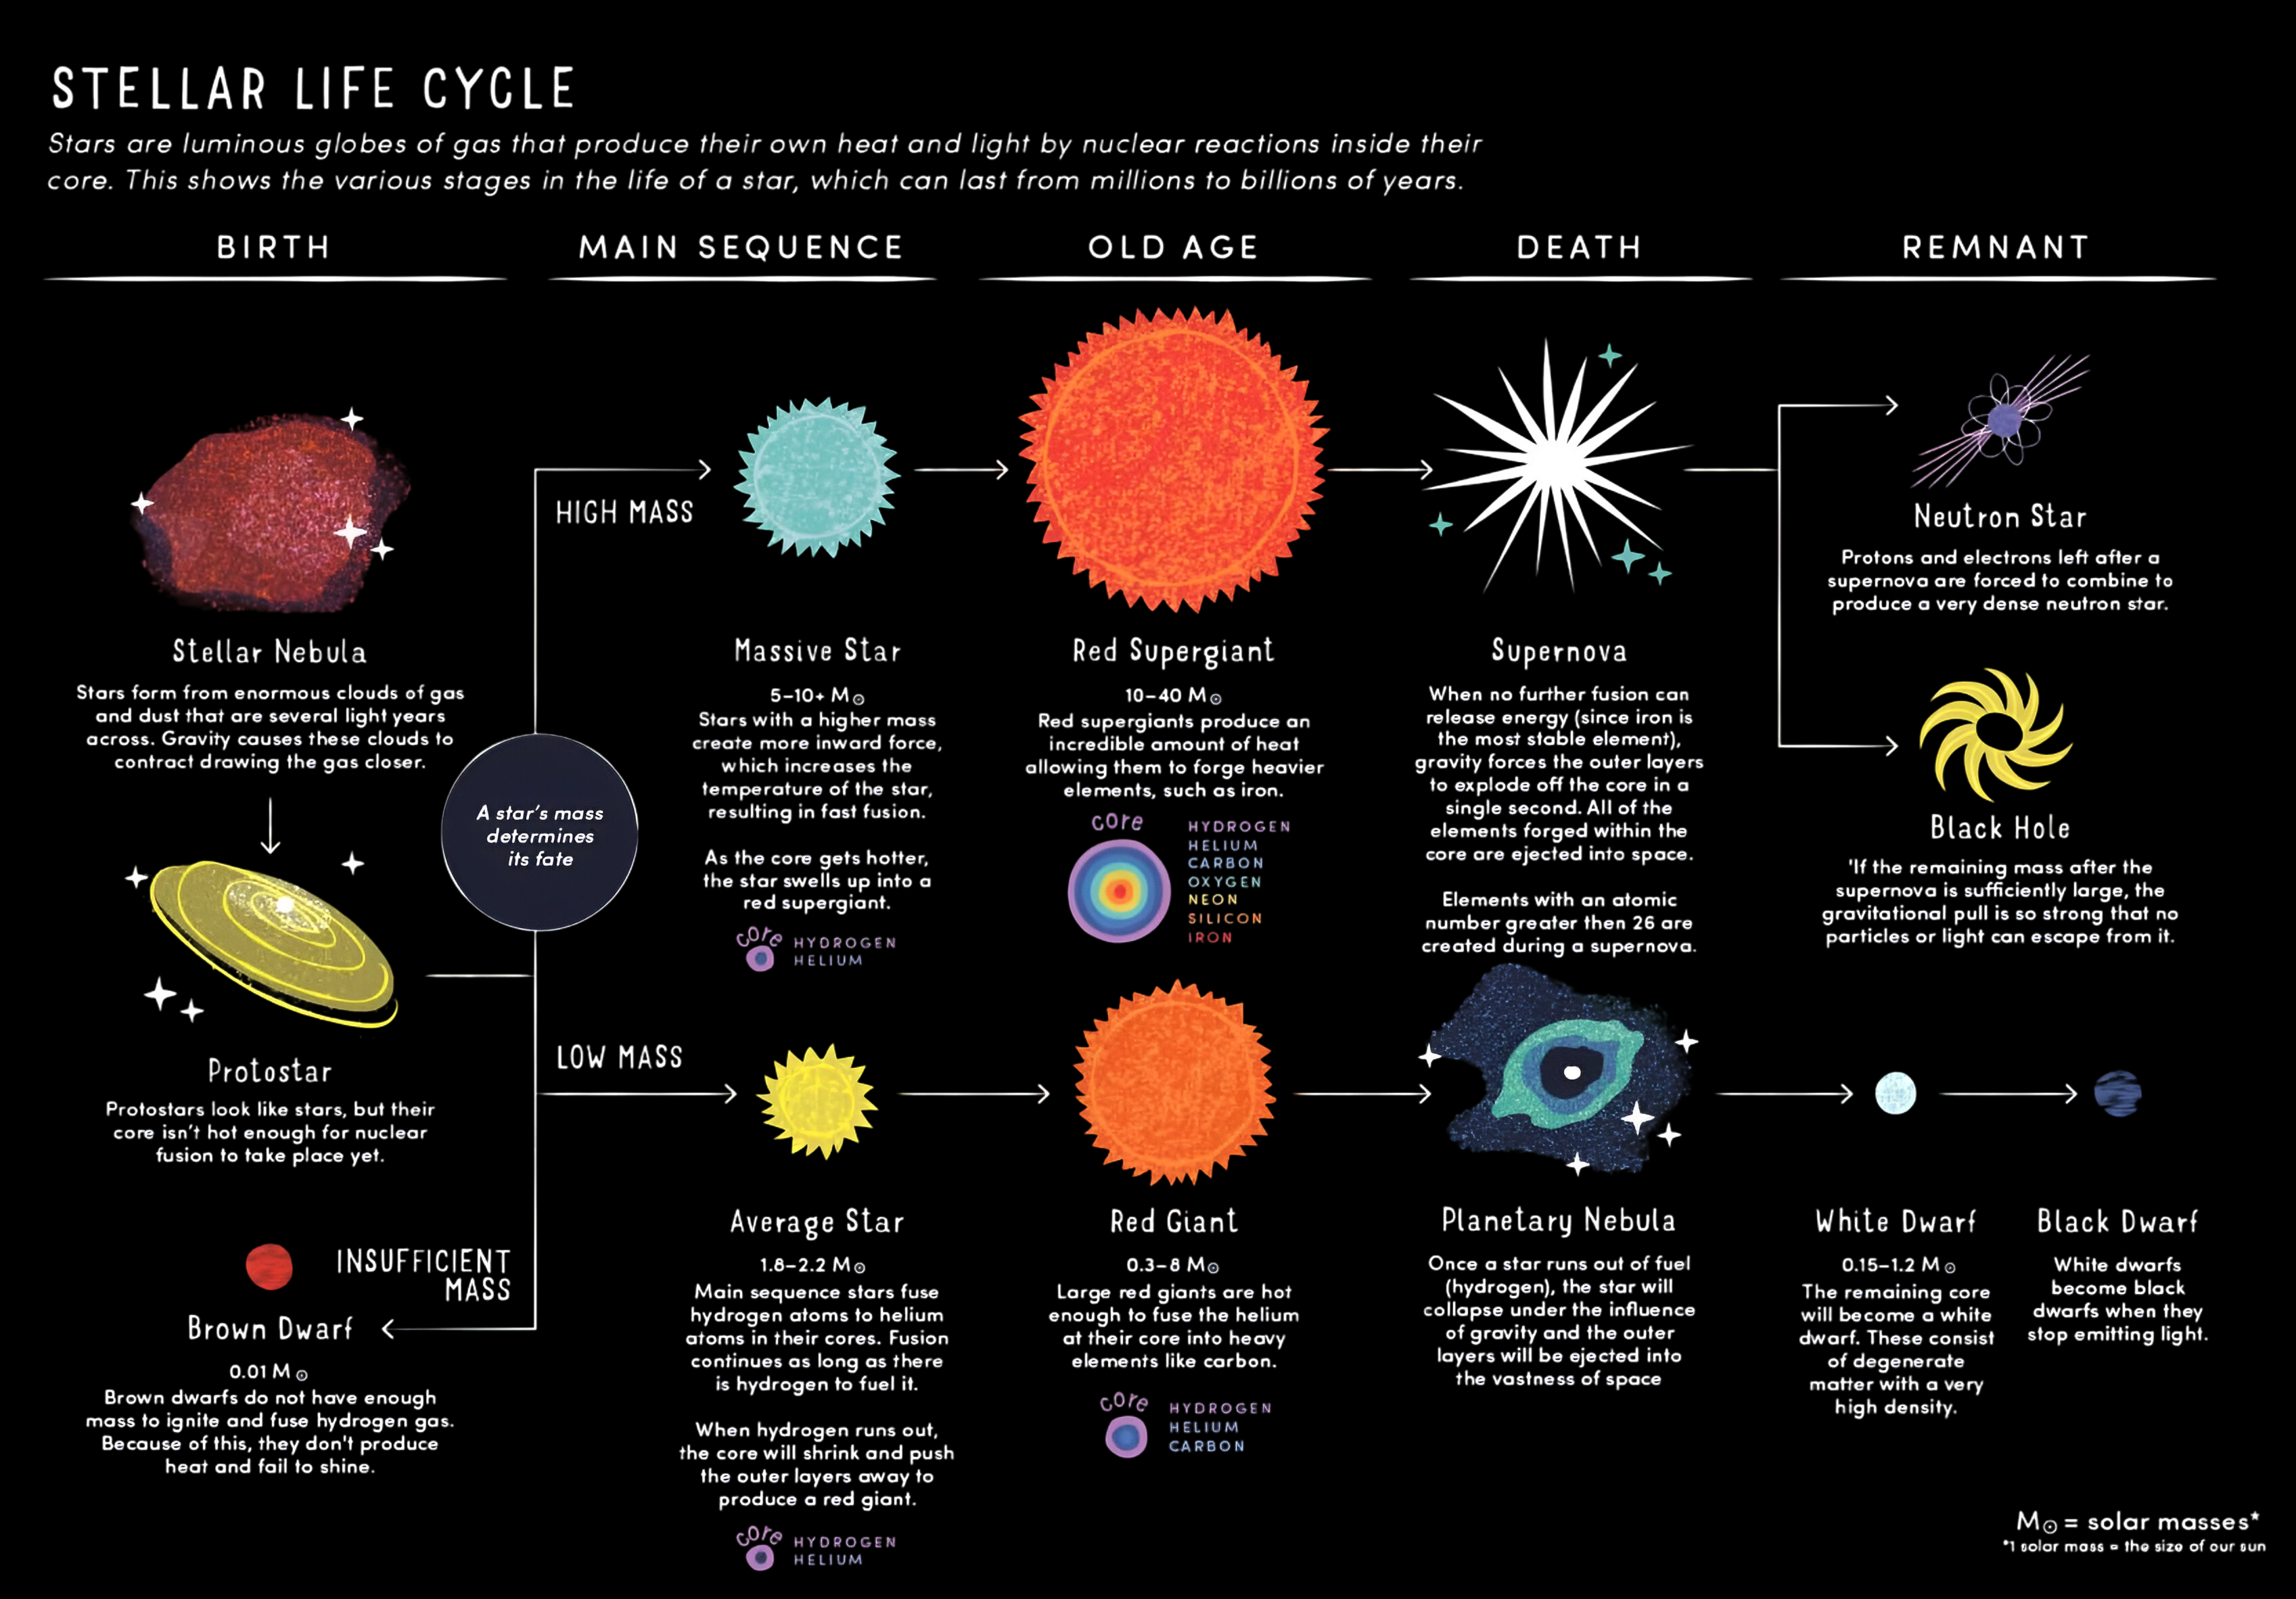 STELLAR LIFE CYCLE
Stars are luminous globes of gas that produce their own heat and light by nuclear reactions inside their
core. This shows the various stages in the life of a star, which can last from millions to billions of years.
BIRTH
MAIN SEQUENCE
OLD AGE
DEATH
REMNANT
Stellar Nebula
Stars form from enormous clouds of gas
and dust that are several light years
across. Gravity causes these clouds to
contract drawing the gas closer.
Protostar
Protostars look like stars, but their
core isn't hot enough for nuclear
fusion to take place yet.
INSUFFICIENT
MASS
Brown Dwarf
0.01 M☉
Brown dwarfs do not have enough
mass to ignite and fuse hydrogen gas.
Because of this, they don't produce
heat and fail to shine.
A star's mass
determines
its fate
HIGH MASS
Massive Star
5–10+ M☉
Stars with a higher mass
create more inward force,
which increases the
temperature of the star,
resulting in fast fusion.
As the core gets hotter,
the star swells up into a
red supergiant.
core
HYDROGEN
HELIUM
Red Supergiant
10–40 M☉
Red supergiants produce an
incredible amount of heat
allowing them to forge heavier
elements, such as iron.
core
HYDROGEN
HELIUM
CARBON
OXYGEN
NEON
SILICON
IRON
Supernova
When no further fusion can
release energy (since iron is
the most stable element),
gravity forces the outer layers
to explode off the core in a
single second. All of the
elements forged within the
core are ejected into space.
Elements with an atomic
number greater then 26 are
created during a supernova.
Neutron Star
Protons and electrons left after a
supernova are forced to combine to
produce a very dense neutron star.
Black Hole
'If the remaining mass after the
supernova is sufficiently large, the
gravitational pull is so strong that no
particles or light can escape from it.
LOW MASS
Average Star
1.8–2.2 M☉
Main sequence stars fuse
hydrogen atoms to helium
atoms in their cores. Fusion
continues as long as there
is hydrogen to fuel it.
When hydrogen runs out,
the core will shrink and push
the outer layers away to
produce a red giant.
core
HYDROGEN
HELIUM
Red Giant
0.3–8 M☉
Large red giants are hot
enough to fuse the helium
at their core into heavy
elements like carbon.
core
HYDROGEN
HELIUM
CARBON
Planetary Nebula
Once a star runs out of fuel
(hydrogen), the star will
collapse under the influence
of gravity and the outer
layers will be ejected into
the vastness of space
White Dwarf
0.15–1.2 M☉
The remaining core
will become a white
dwarf. These consist
of degenerate
matter with a very
high density.
Black Dwarf
White dwarfs
become black
dwarfs when they
stop emitting light.
M☉ = solar masses*
*1 solar mass = the size of our sun